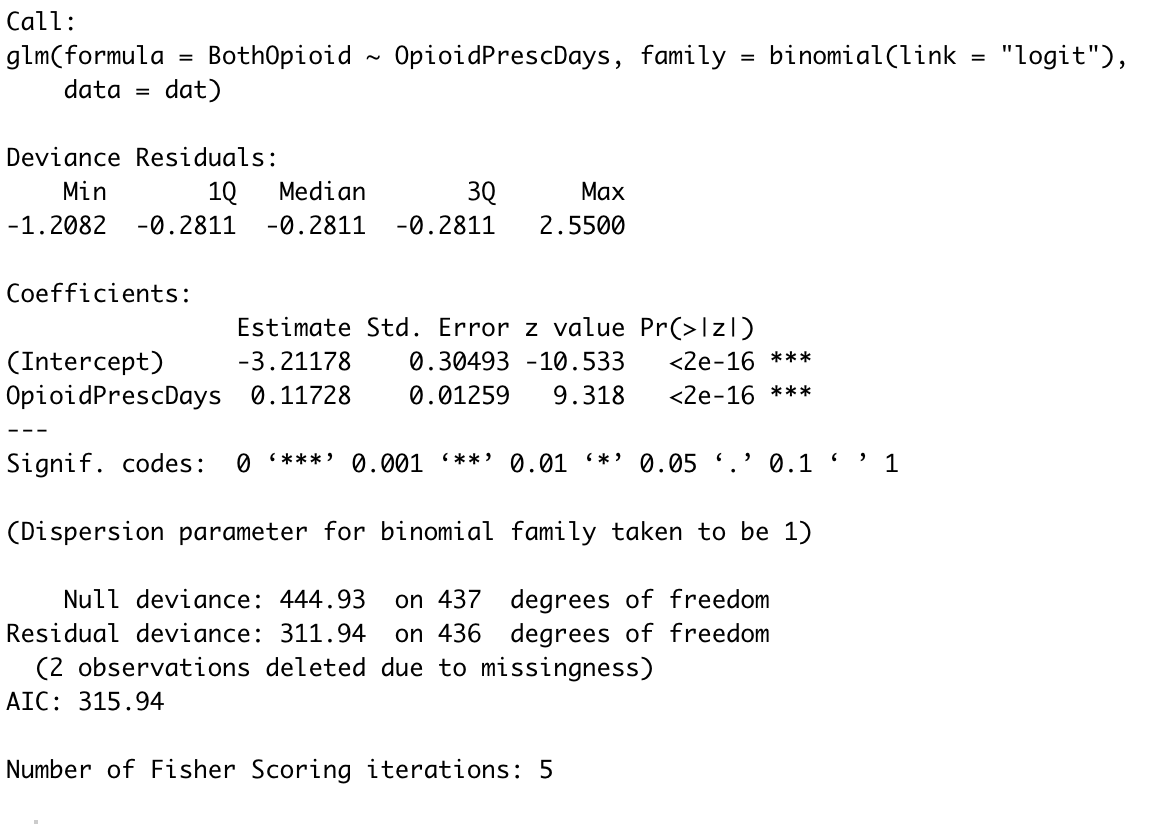 Call:
glm(formula = BothOpioid ~ OpioidPrescDays, family = binomial(link = "logit"),
    data = dat)
Deviance Residuals:
    Min       1Q   Median       3Q      Max
-1.2082  -0.2811  -0.2811  -0.2811   2.5500
Coefficients:
                Estimate Std. Error z value Pr(>|z|)
(Intercept)     -3.21178    0.30493 -10.533   <2e-16 ***
OpioidPrescDays  0.11728    0.01259   9.318   <2e-16 ***
---
Signif. codes:  0 ‘***’ 0.001 ‘**’ 0.01 ‘*’ 0.05 ‘.’ 0.1 ‘ ’ 1
(Dispersion parameter for binomial family taken to be 1)
    Null deviance: 444.93  on 437  degrees of freedom
Residual deviance: 311.94  on 436  degrees of freedom
  (2 observations deleted due to missingness)
AIC: 315.94
Number of Fisher Scoring iterations: 5